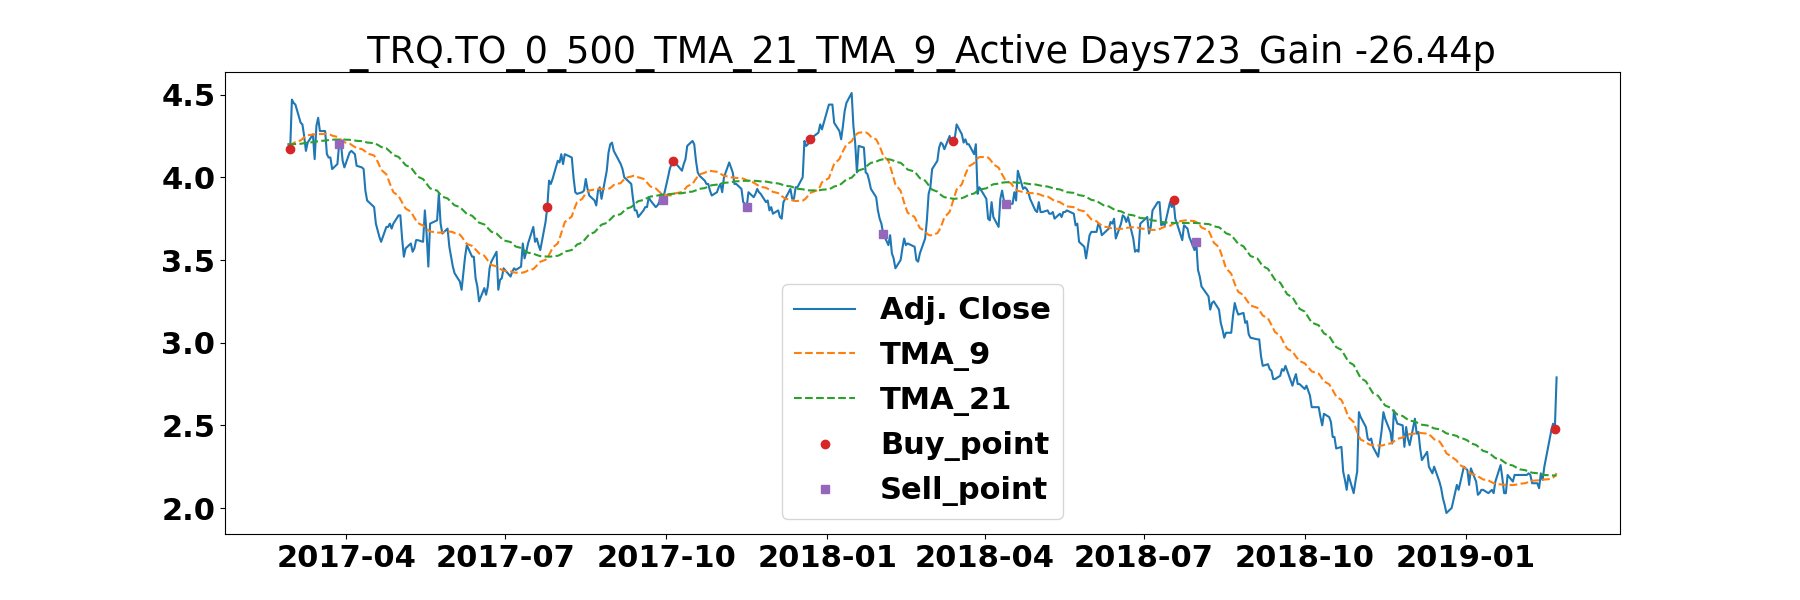 _TRQ.TO_0_500_TMA_21_TMA_9_Active Days723_Gain -26.44p
4.5
4.0
3.5
3.0
2.5
2.0
Adj. Close
TMA_9
TMA_21
Buy_point
Sell_point
2017-04 2017-07 2017-10 2018-01 2018-04 2018-07 2018-10 2019-01